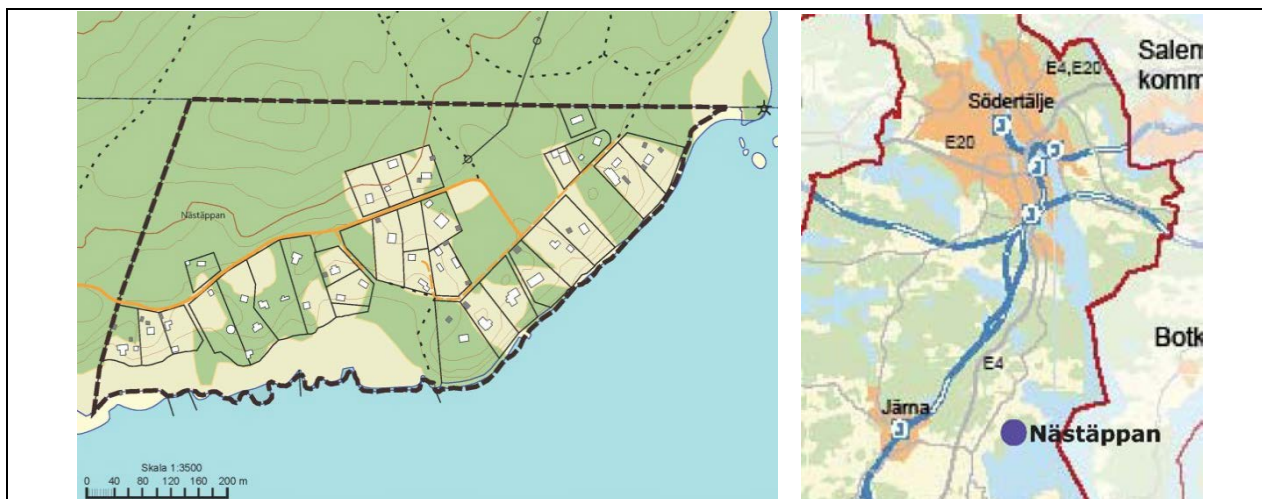 Nästäppan
Skala 1:3500
0 40 80 120 160 200 m
Salem
komm
E4,E20
Södertälje
E20
J
J
J
J
Botk
E4
Järna
J
Nästäppan